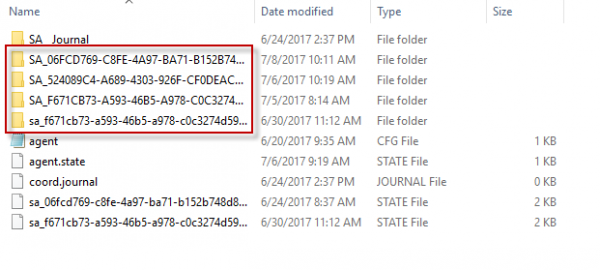 Name Date modified Type Size
SA__Journal 6/24/2017 2:37 PM File folder
SA_06FCD769-C8FE-4A97-BA71-B152B74... 7/8/2017 10:11 AM File folder
SA_524089C4-A689-4303-926F-CF0DEAC... 7/6/2017 10:19 AM File folder
SA_F671CB73-A593-46B5-A978-C0C3274... 7/5/2017 8:14 AM File folder
sa_f671cb73-a593-46b5-a978-c0c3274d59... 6/30/2017 11:12 AM File folder
agent 6/20/2017 9:35 AM CFG File 1 KB
agent.state 7/6/2017 9:19 AM STATE File 1 KB
coord.journal 6/24/2017 2:37 PM JOURNAL File 1 KB
sa_06fcd769-c8fe-4a97-ba71-b152b748d8... 6/24/2017 8:37 AM STATE File 2 KB
sa_f671cb73-a593-46b5-a978-c0c3274d59... 6/30/2017 11:12 AM STATE File 2 KB